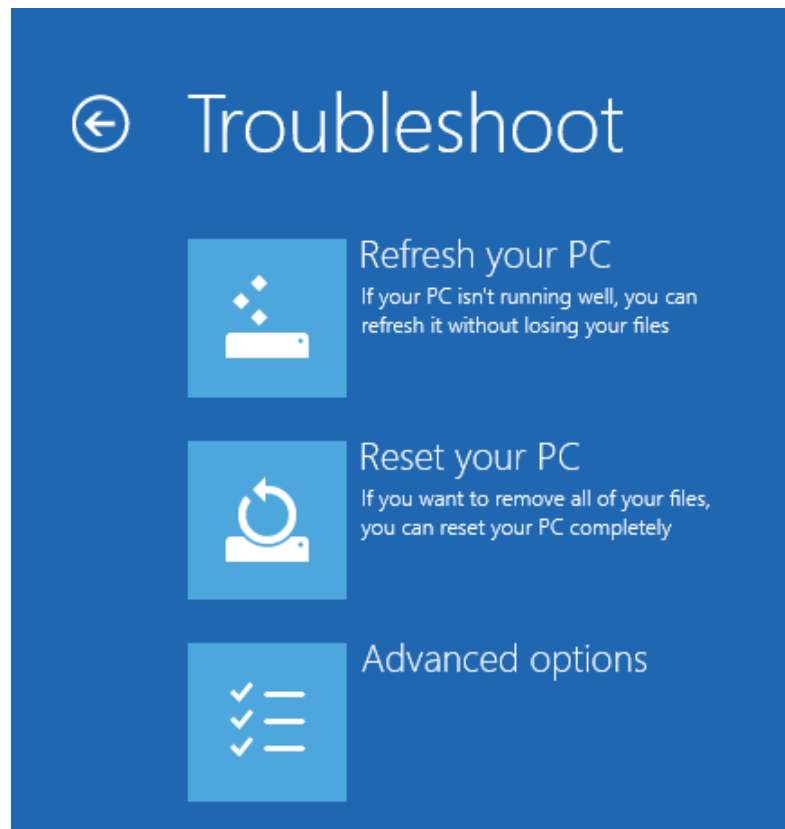 Troubleshoot
Refresh your PC
If your PC isn't running well, you can
refresh it without losing your files
Reset your PC
If you want to remove all of your files,
you can reset your PC completely
Advanced options